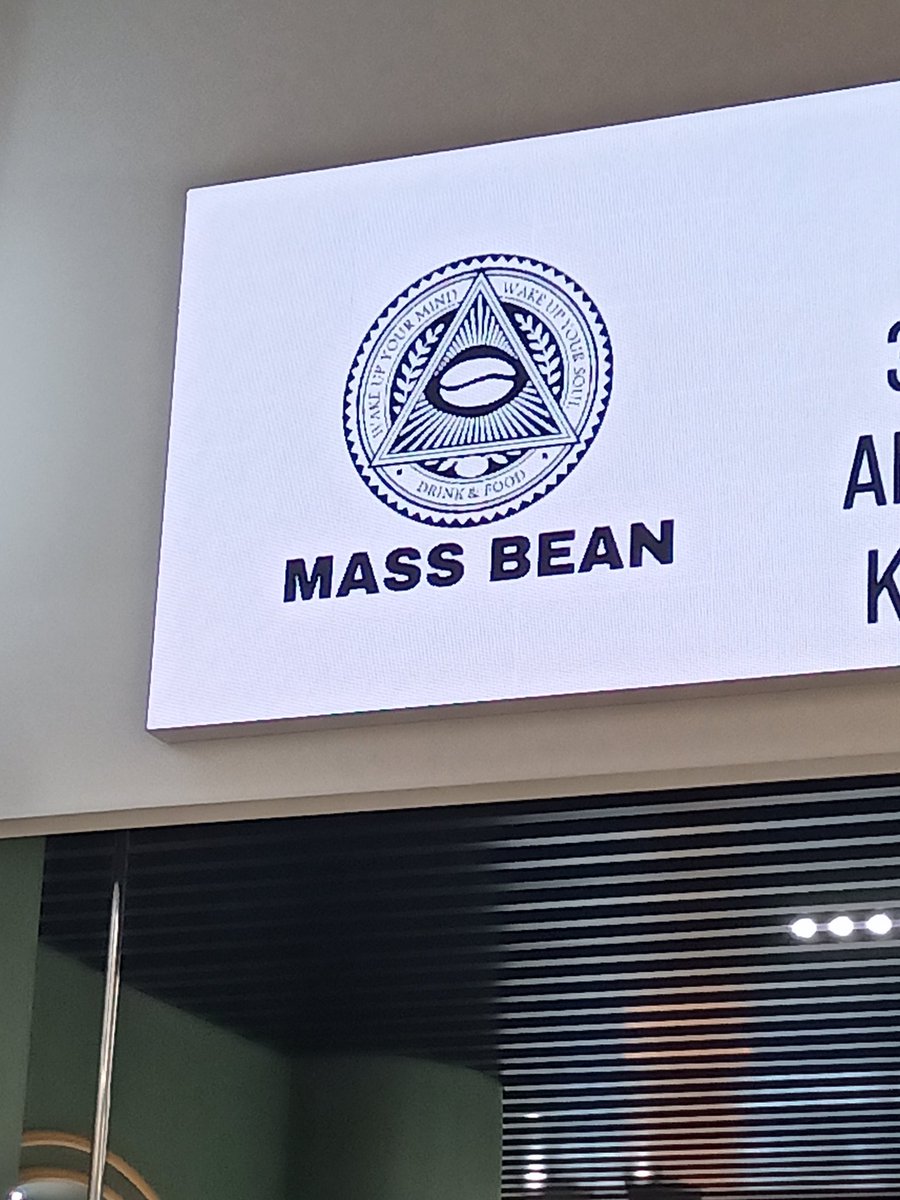 WAKE UP YOUR MIND
WAKE UP YOUR SOUL
DRINK & FOOD
MASS BEAN